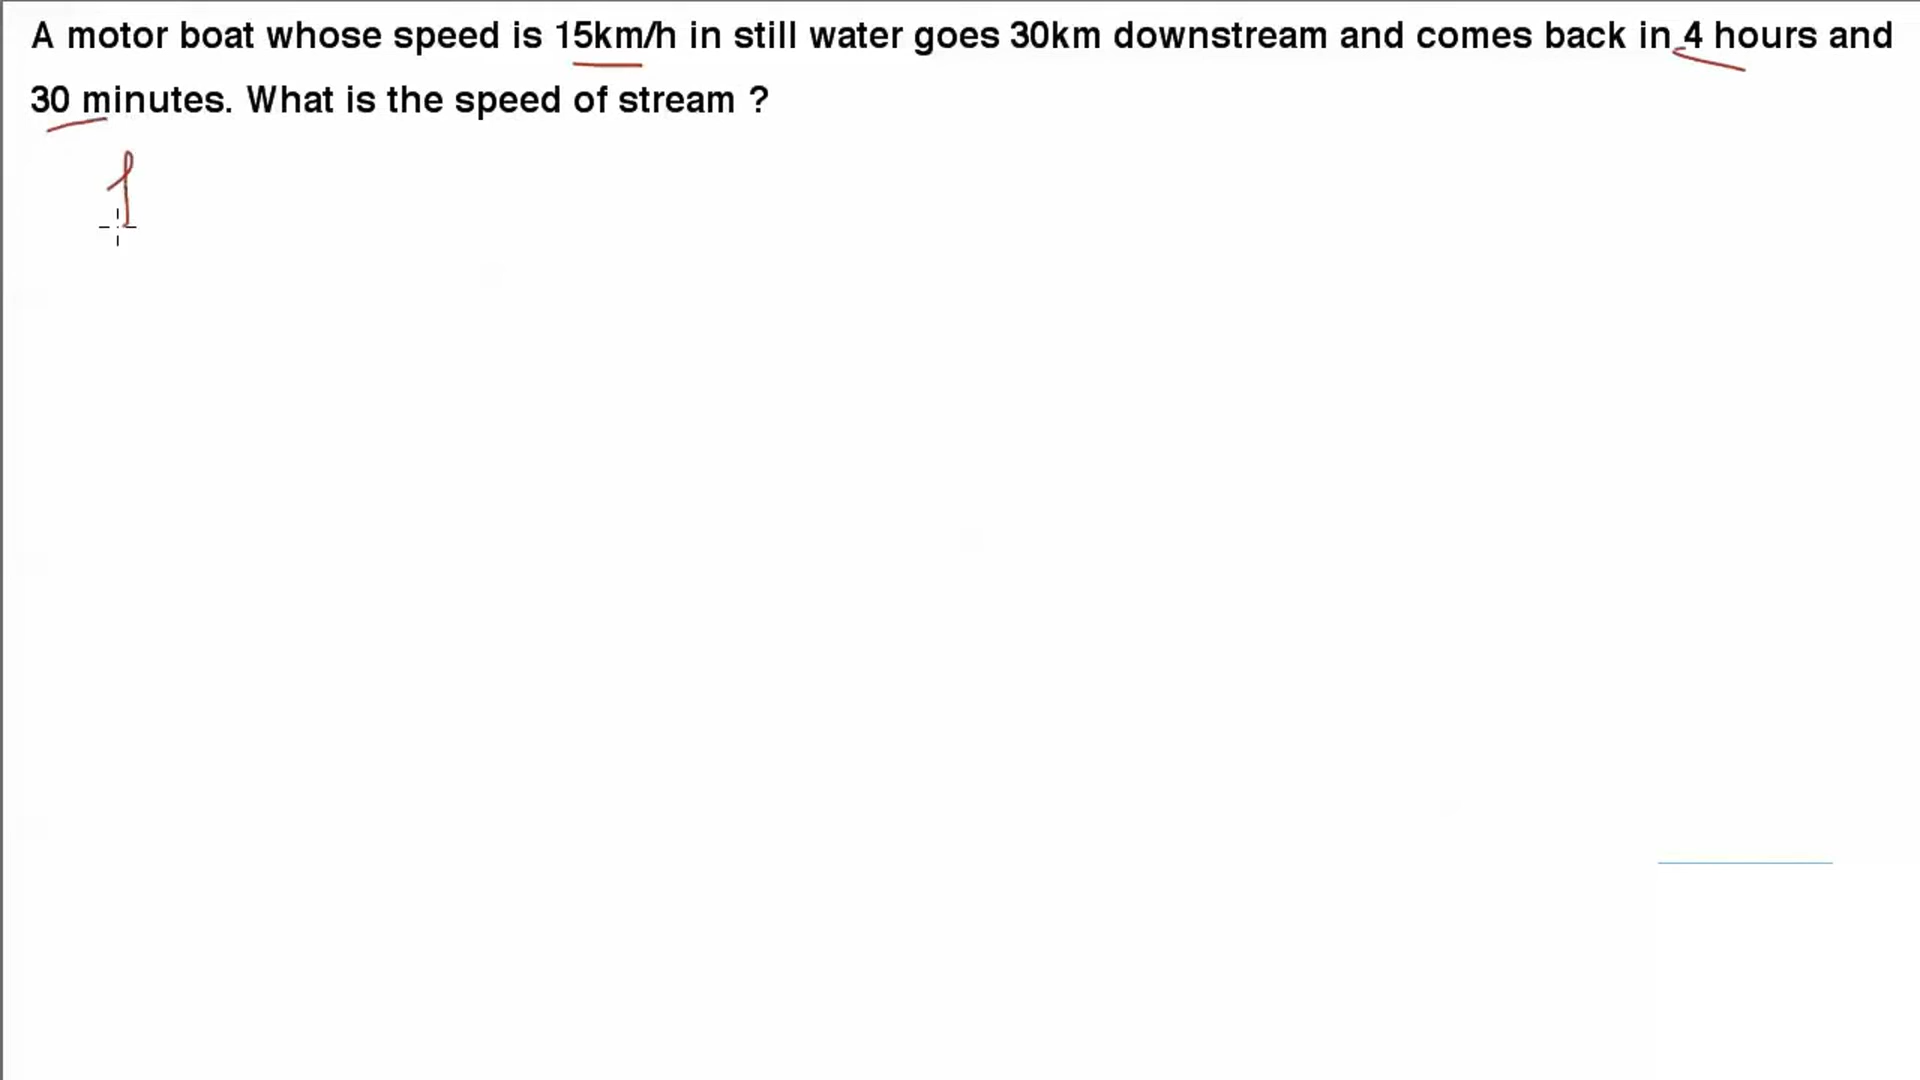 A motor boat whose speed is 15km/h in still water goes 30km downstream and comes back in 4 hours and
30 minutes. What is the speed of stream ?
1